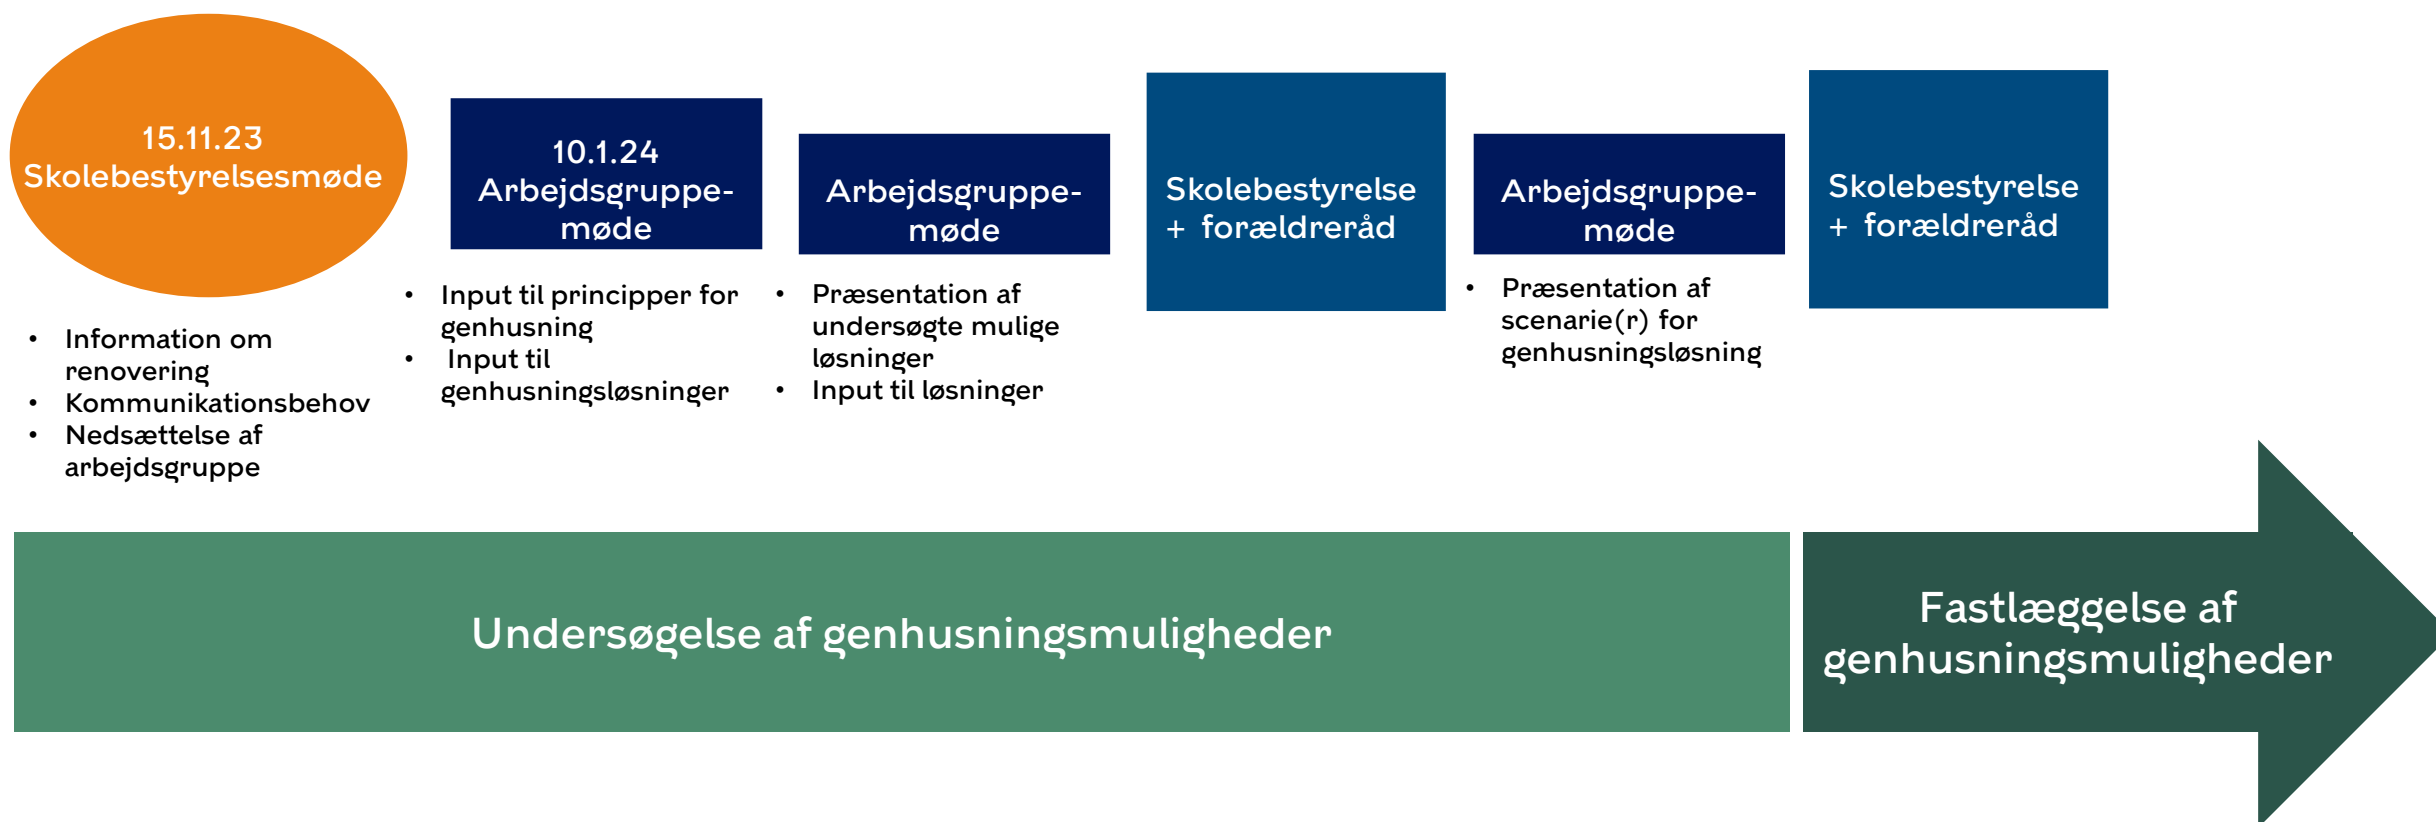 15.11.23
Skolebestyrelsesmøde
• Information om
renovering
• Kommunikationsbehov
• Nedsættelse af
arbejdsgruppe
10.1.24
Arbejdsgruppe-
møde
• Input til principper for
genhusning
• Input til
genhusningsløsninger
Arbejdsgruppe-
møde
• Præsentation af
undersøgte mulige
løsninger
• Input til løsninger
Skolebestyrelse
+ forældreråd
Arbejdsgruppe-
møde
• Præsentation af
scenarie(r) for
genhusningsløsning
Skolebestyrelse
+ forældreråd
Undersøgelse af genhusningsmuligheder
Fastlæggelse af
genhusningsmuligheder